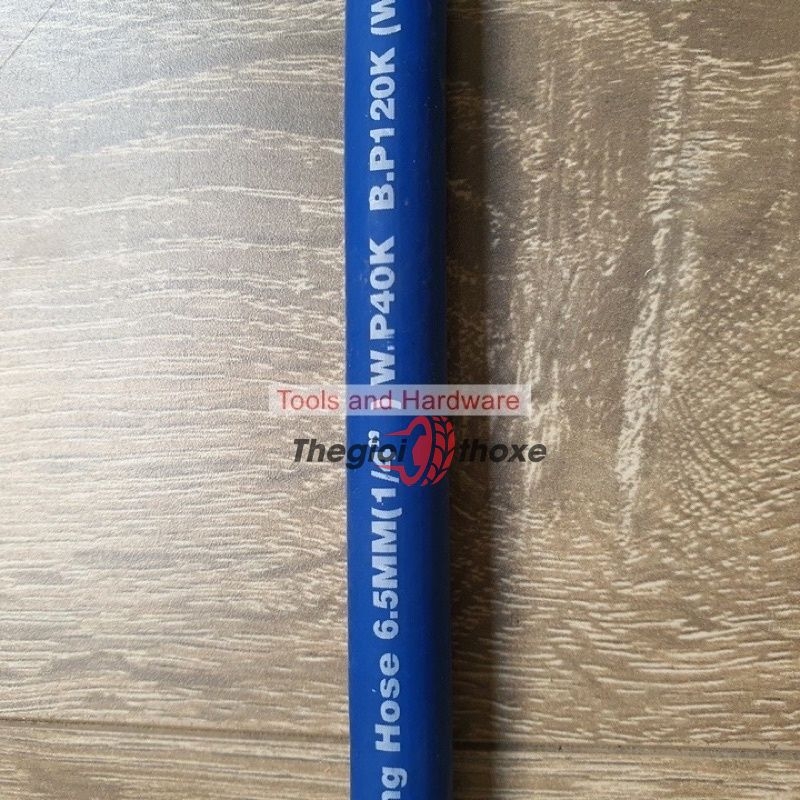 ng Hose 6.5MM(1/4") W.P40K B.P120K (W
Tools and Hardware
Thegioi thoxe